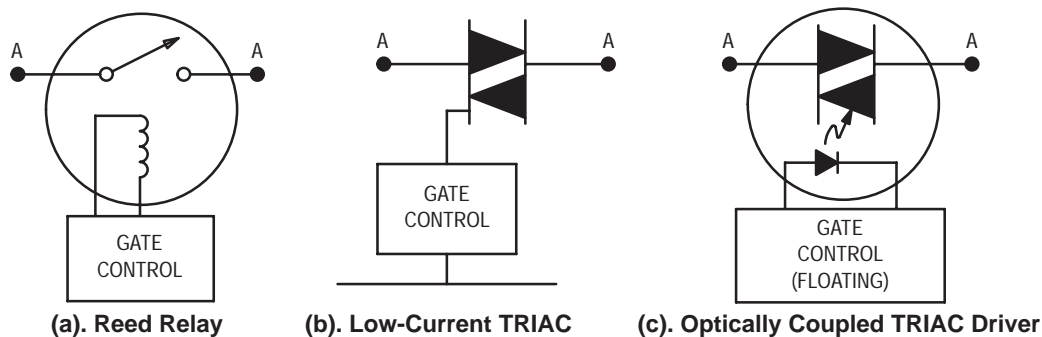 A A
GATE
CONTROL
(a). Reed Relay
A A
GATE
CONTROL
(b). Low-Current TRIAC
A A
GATE
CONTROL
(FLOATING)
(c). Optically Coupled TRIAC Driver